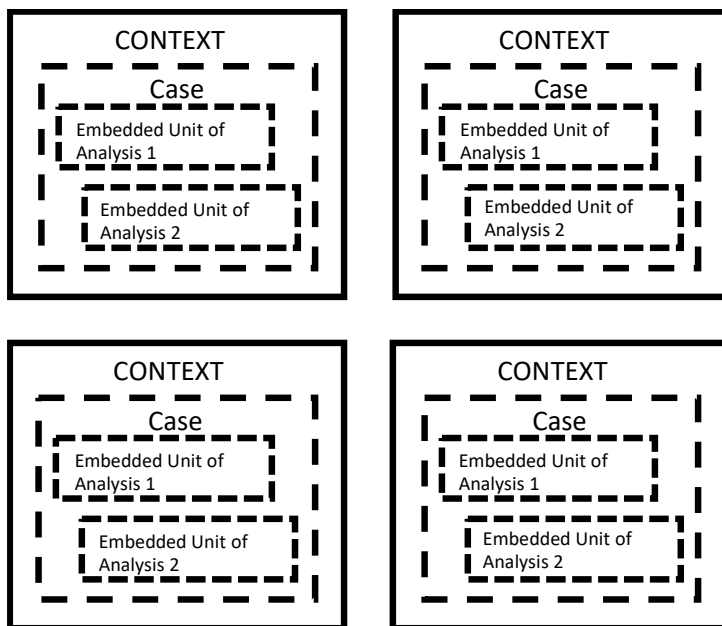 CONTEXT
Case
Embedded Unit of
Analysis 1
Embedded Unit of
Analysis 2
CONTEXT
Case
Embedded Unit of
Analysis 1
Embedded Unit of
Analysis 2
CONTEXT
Case
Embedded Unit of
Analysis 1
Embedded Unit of
Analysis 2
CONTEXT
Case
Embedded Unit of
Analysis 1
Embedded Unit of
Analysis 2